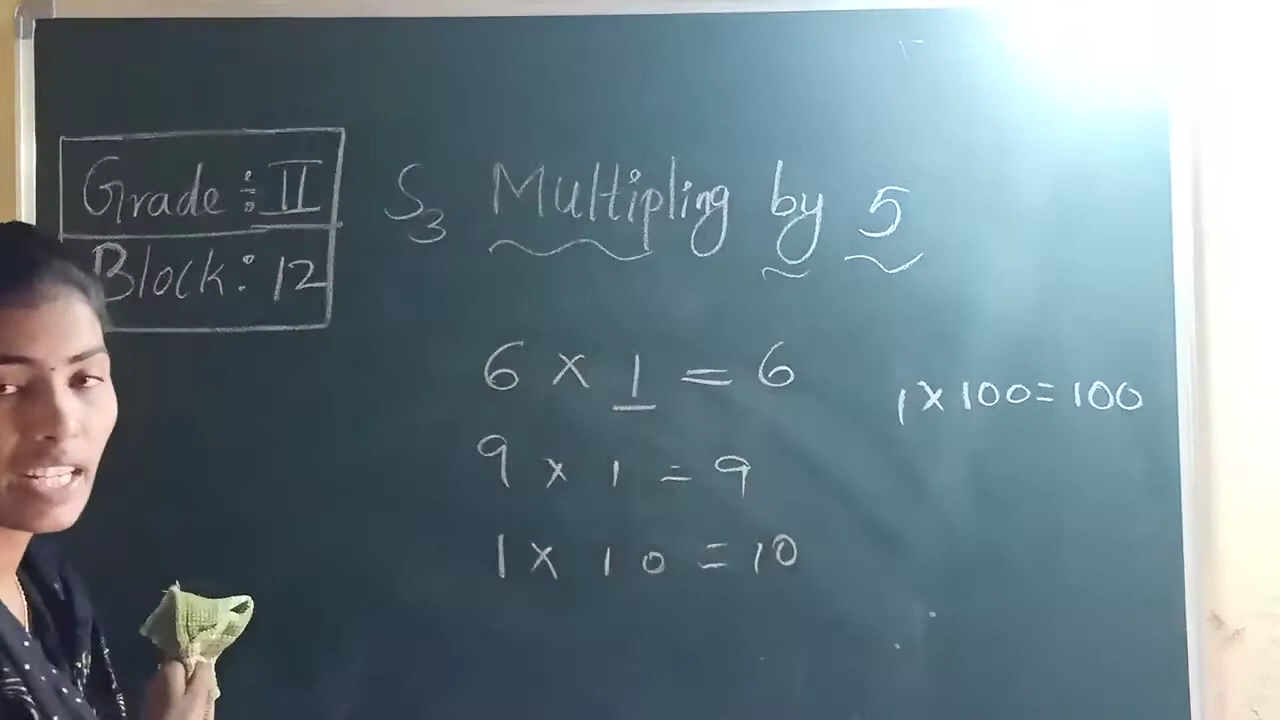 Grade : II
Block : 12
S3 Multipling by 5
6 × 1 = 6
9 × 1 = 9
1 × 10 = 10
1 × 100 = 100